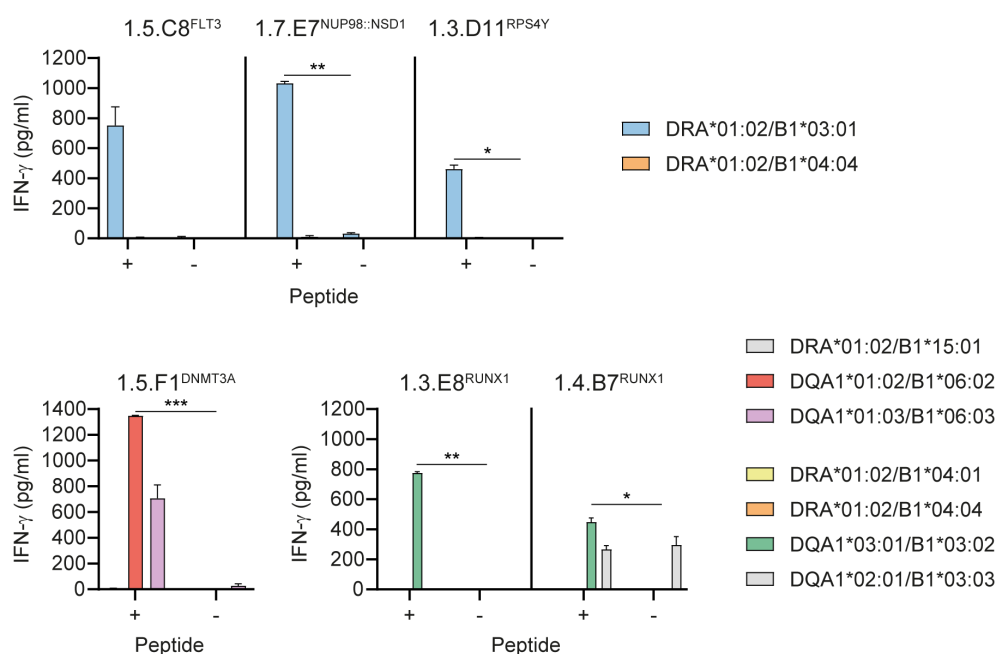 1.5.C8FLT3
1.7.E7NUP98::NSD1
1.3.D11RPS4Y
IFN-γ (pg/ml)
1200
1000
800
600
400
200
0
**
*
+
-
+
-
+
-
Peptide
DRA*01:02/B1*03:01
DRA*01:02/B1*04:04
1.5.F1DNMT3A
IFN-γ (pg/ml)
1400
1200
1000
800
600
400
200
0
***
+
-
Peptide
1.3.E8RUNX1
1.4.B7RUNX1
IFN-γ (pg/ml)
1200
1000
800
600
400
200
0
**
*
+
-
+
-
Peptide
DRA*01:02/B1*15:01
DQA1*01:02/B1*06:02
DQA1*01:03/B1*06:03
DRA*01:02/B1*04:01
DRA*01:02/B1*04:04
DQA1*03:01/B1*03:02
DQA1*02:01/B1*03:03